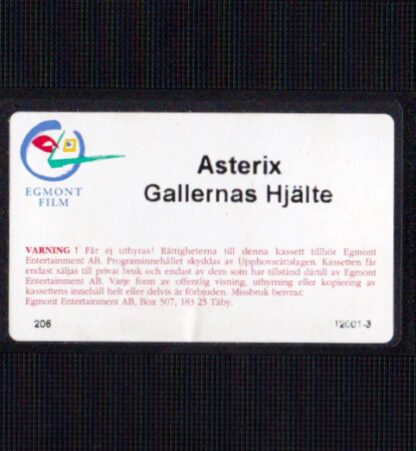 EGMONT
FILM
Asterix
Gallernas Hjälte
VARNING ! Får ej uthyras! Rättigheterna till denna kassett tillhör Egmont
Entertainment AB. Programinnehållet skyddas av Upphovsrättslagen. Kassetten får
endast säljas till privat bruk och endast av dem som har tillstånd därtill av Egmont
Entertainment AB. Varje form av offentlig visning, uthyrning eller kopiering av
kassettens innehåll helt eller delvis är förbjuden. Missbruk beivras.
Egmont Entertainment AB, Box 507, 183 25 Täby.
206
12001-3